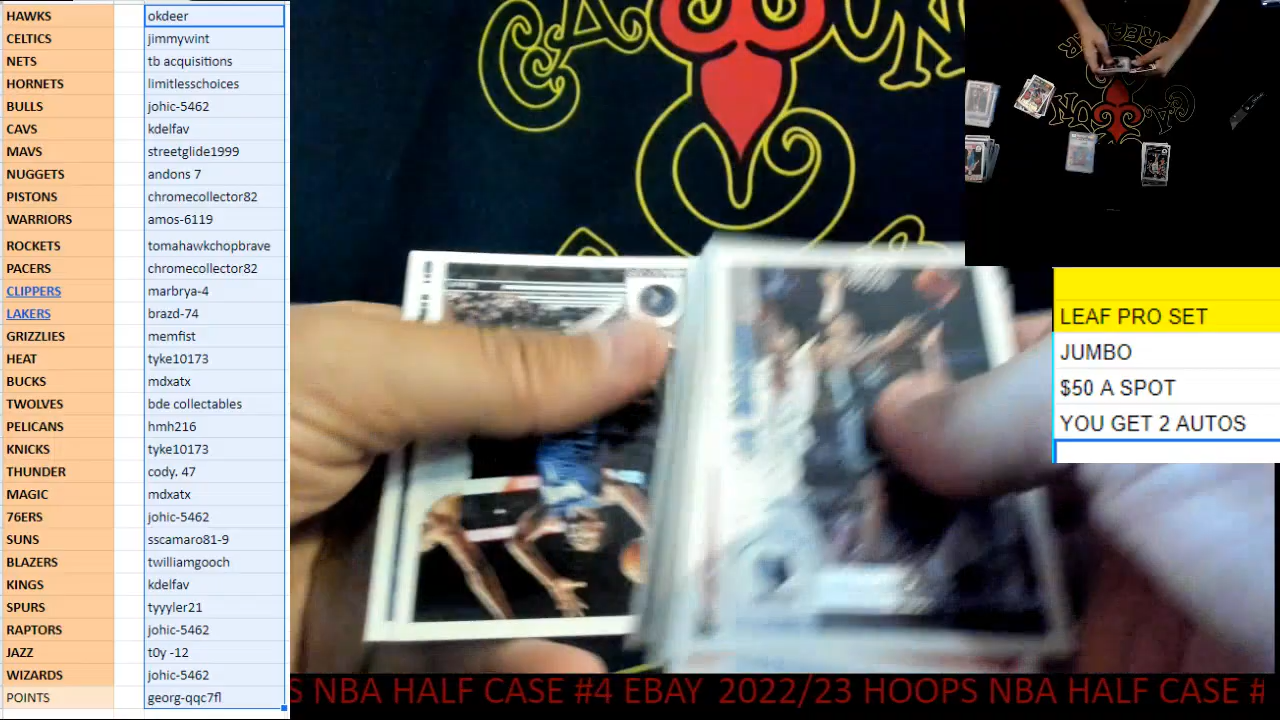 HAWKS okdeer
CELTICS jimmywint
NETS tb acquisitions
HORNETS limitlesschoices
BULLS johic-5462
CAVS kdelfav
MAVS streetglide1999
NUGGETS andons 7
PISTONS chromecollector82
WARRIORS amos-6119
ROCKETS tomahawkchopbrave
PACERS chromecollector82
CLIPPERS marbrya-4
LAKERS brazd-74
GRIZZLIES memfist
HEAT tyke10173
BUCKS mdxatx
TWOLVES bde collectables
PELICANS hmh216
KNICKS tyke10173
THUNDER cody. 47
MAGIC mdxatx
76ERS johic-5462
SUNS sscamaro81-9
BLAZERS twilliamgooch
KINGS kdelfav
SPURS tyyyler21
RAPTORS johic-5462
JAZZ t0y -12
WIZARDS johic-5462
POINTS georg-qqc7fl
LEAF PRO SET
JUMBO
$50 A SPOT
YOU GET 2 AUTOS
S NBA HALF CASE #4 EBAY 2022/23 HOOPS NBA HALF CASE #